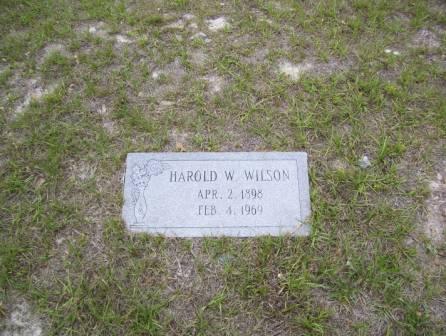 HAROLD W. WILSON
APR. 2 1898
FEB. 4 1969